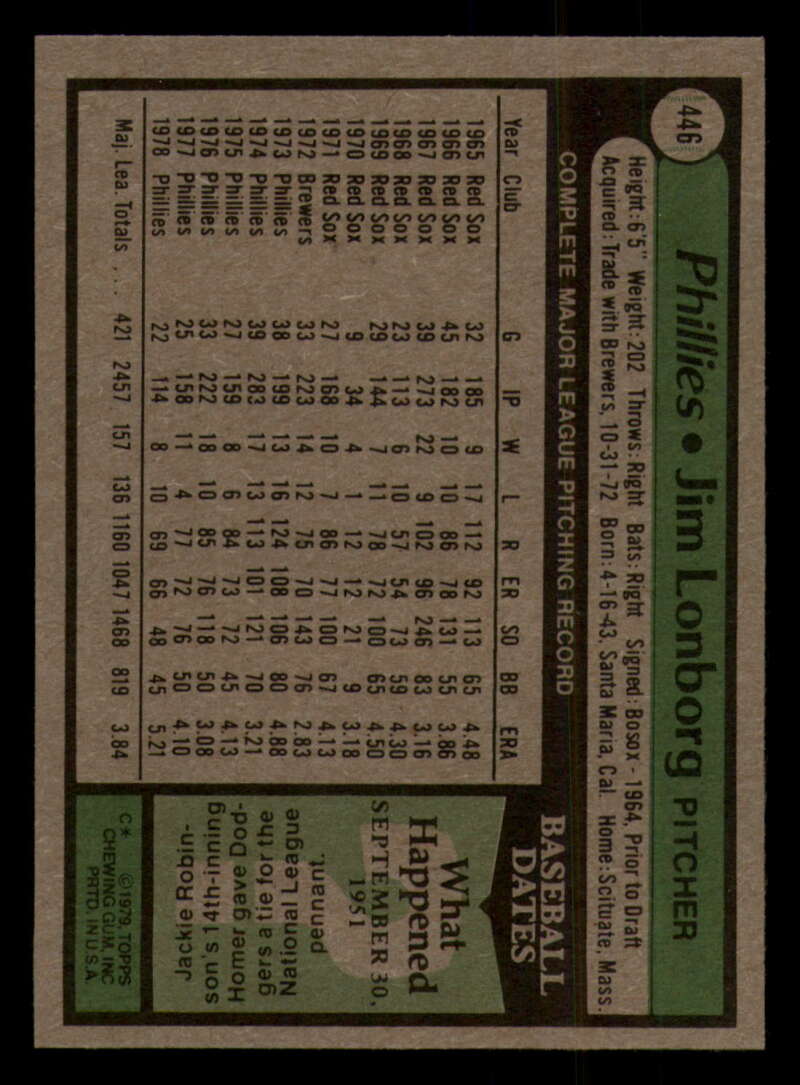 446
Phillies • Jim Lonborg PITCHER
Height: 6'5" Weight: 202 Throws: Right Bats: Right Signed: Bosox - 1964, Prior to Draft
Acquired: Trade with Brewers, 10-31-72 Born: 4-16-43, Santa Maria, Cal. Home: Scituate, Mass.
COMPLETE MAJOR LEAGUE PITCHING RECORD
Year Club G IP W L R ER SO BB ERA
1965 Red Sox 32 185 9 17 112 92 113 65 4.48
1966 Red Sox 45 182 10 10 86 78 131 55 3.86
1967 Red Sox 39 273 22 9 102 96 246 83 3.16
1968 Red Sox 23 113 6 10 57 54 73 59 4.30
1969 Red Sox 29 144 7 11 78 72 100 65 4.50
1970 Red Sox 9 34 4 1 12 12 21 9 3.18
1971 Red Sox 27 168 10 7 86 77 100 67 4.13
1972 Brewers 33 223 14 12 75 70 143 76 2.83
1973 Phillies 38 199 13 16 124 108 106 80 4.88
1974 Phillies 39 283 17 13 113 101 121 70 3.21
1975 Phillies 27 159 8 6 84 73 72 45 4.13
1976 Phillies 33 222 18 10 85 76 118 50 3.08
1977 Phillies 25 158 11 4 77 72 76 50 4.10
1978 Phillies 22 114 8 10 69 66 48 45 5.21
Maj. Lea. Totals ... 421 2457 157 136 1160 1047 1468 819 3.84
BASEBALL
DATES
What
Happened
SEPTEMBER 30,
1951
Jackie Robin-
son's 14th-inning
Homer gave Dod-
gers a tie for the
National League
pennant.
C* ©1979, TOPPS
CHEWING GUM, INC
PRTD. IN U.S.A.